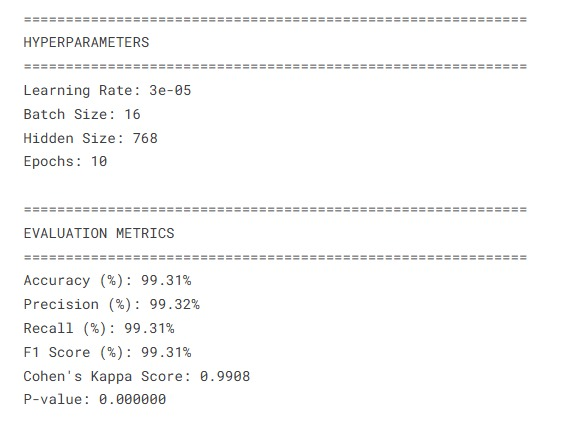 ============================================================
HYPERPARAMETERS
============================================================
Learning Rate: 3e-05
Batch Size: 16
Hidden Size: 768
Epochs: 10
============================================================
EVALUATION METRICS
============================================================
Accuracy (%): 99.31%
Precision (%): 99.32%
Recall (%): 99.31%
F1 Score (%): 99.31%
Cohen's Kappa Score: 0.9908
P-value: 0.000000